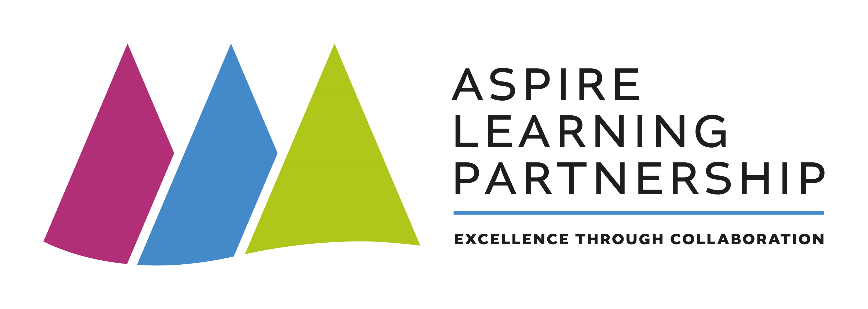 ASPIRE
LEARNING
PARTNERSHIP
EXCELLENCE THROUGH COLLABORATION